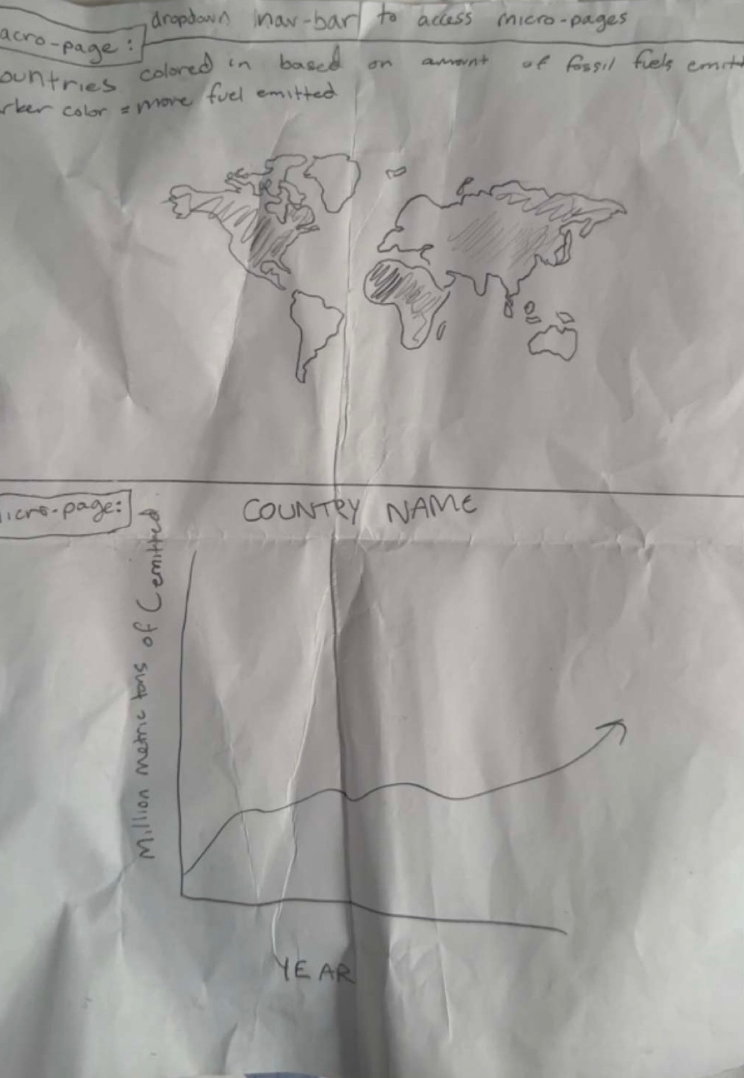 dropdown nav-bar to access micro-pages
acro-page:
ountries colored in based on amount of fossil fuels emitt
rker color = more fuel emitted
icro-page:
COUNTRY NAME
Million metric tons of C emitted
YEAR